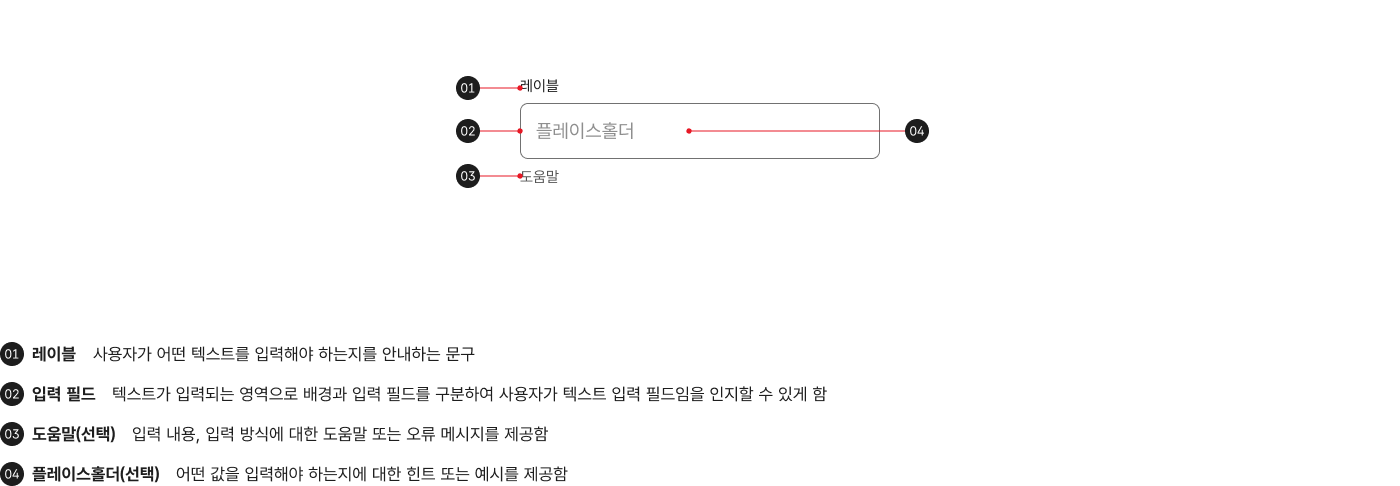 01 레이블
02 플레이스홀더 04
03 도움말
01 레이블 사용자가 어떤 텍스트를 입력해야 하는지를 안내하는 문구
02 입력 필드 텍스트가 입력되는 영역으로 배경과 입력 필드를 구분하여 사용자가 텍스트 입력 필드임을 인지할 수 있게 함
03 도움말(선택) 입력 내용, 입력 방식에 대한 도움말 또는 오류 메시지를 제공함
04 플레이스홀더(선택) 어떤 값을 입력해야 하는지에 대한 힌트 또는 예시를 제공함